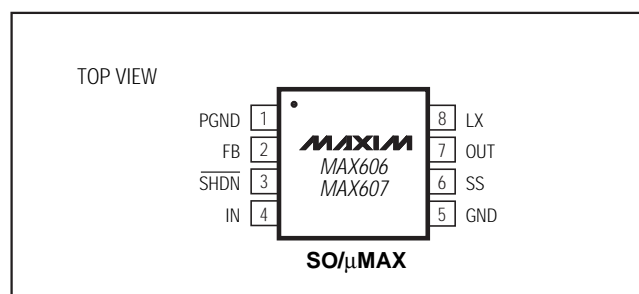 TOP VIEW
PGND 1
FB 2
SHDN 3
IN 4
MAXIM
MAX606
MAX607
8 LX
7 OUT
6 SS
5 GND
SO/µMAX